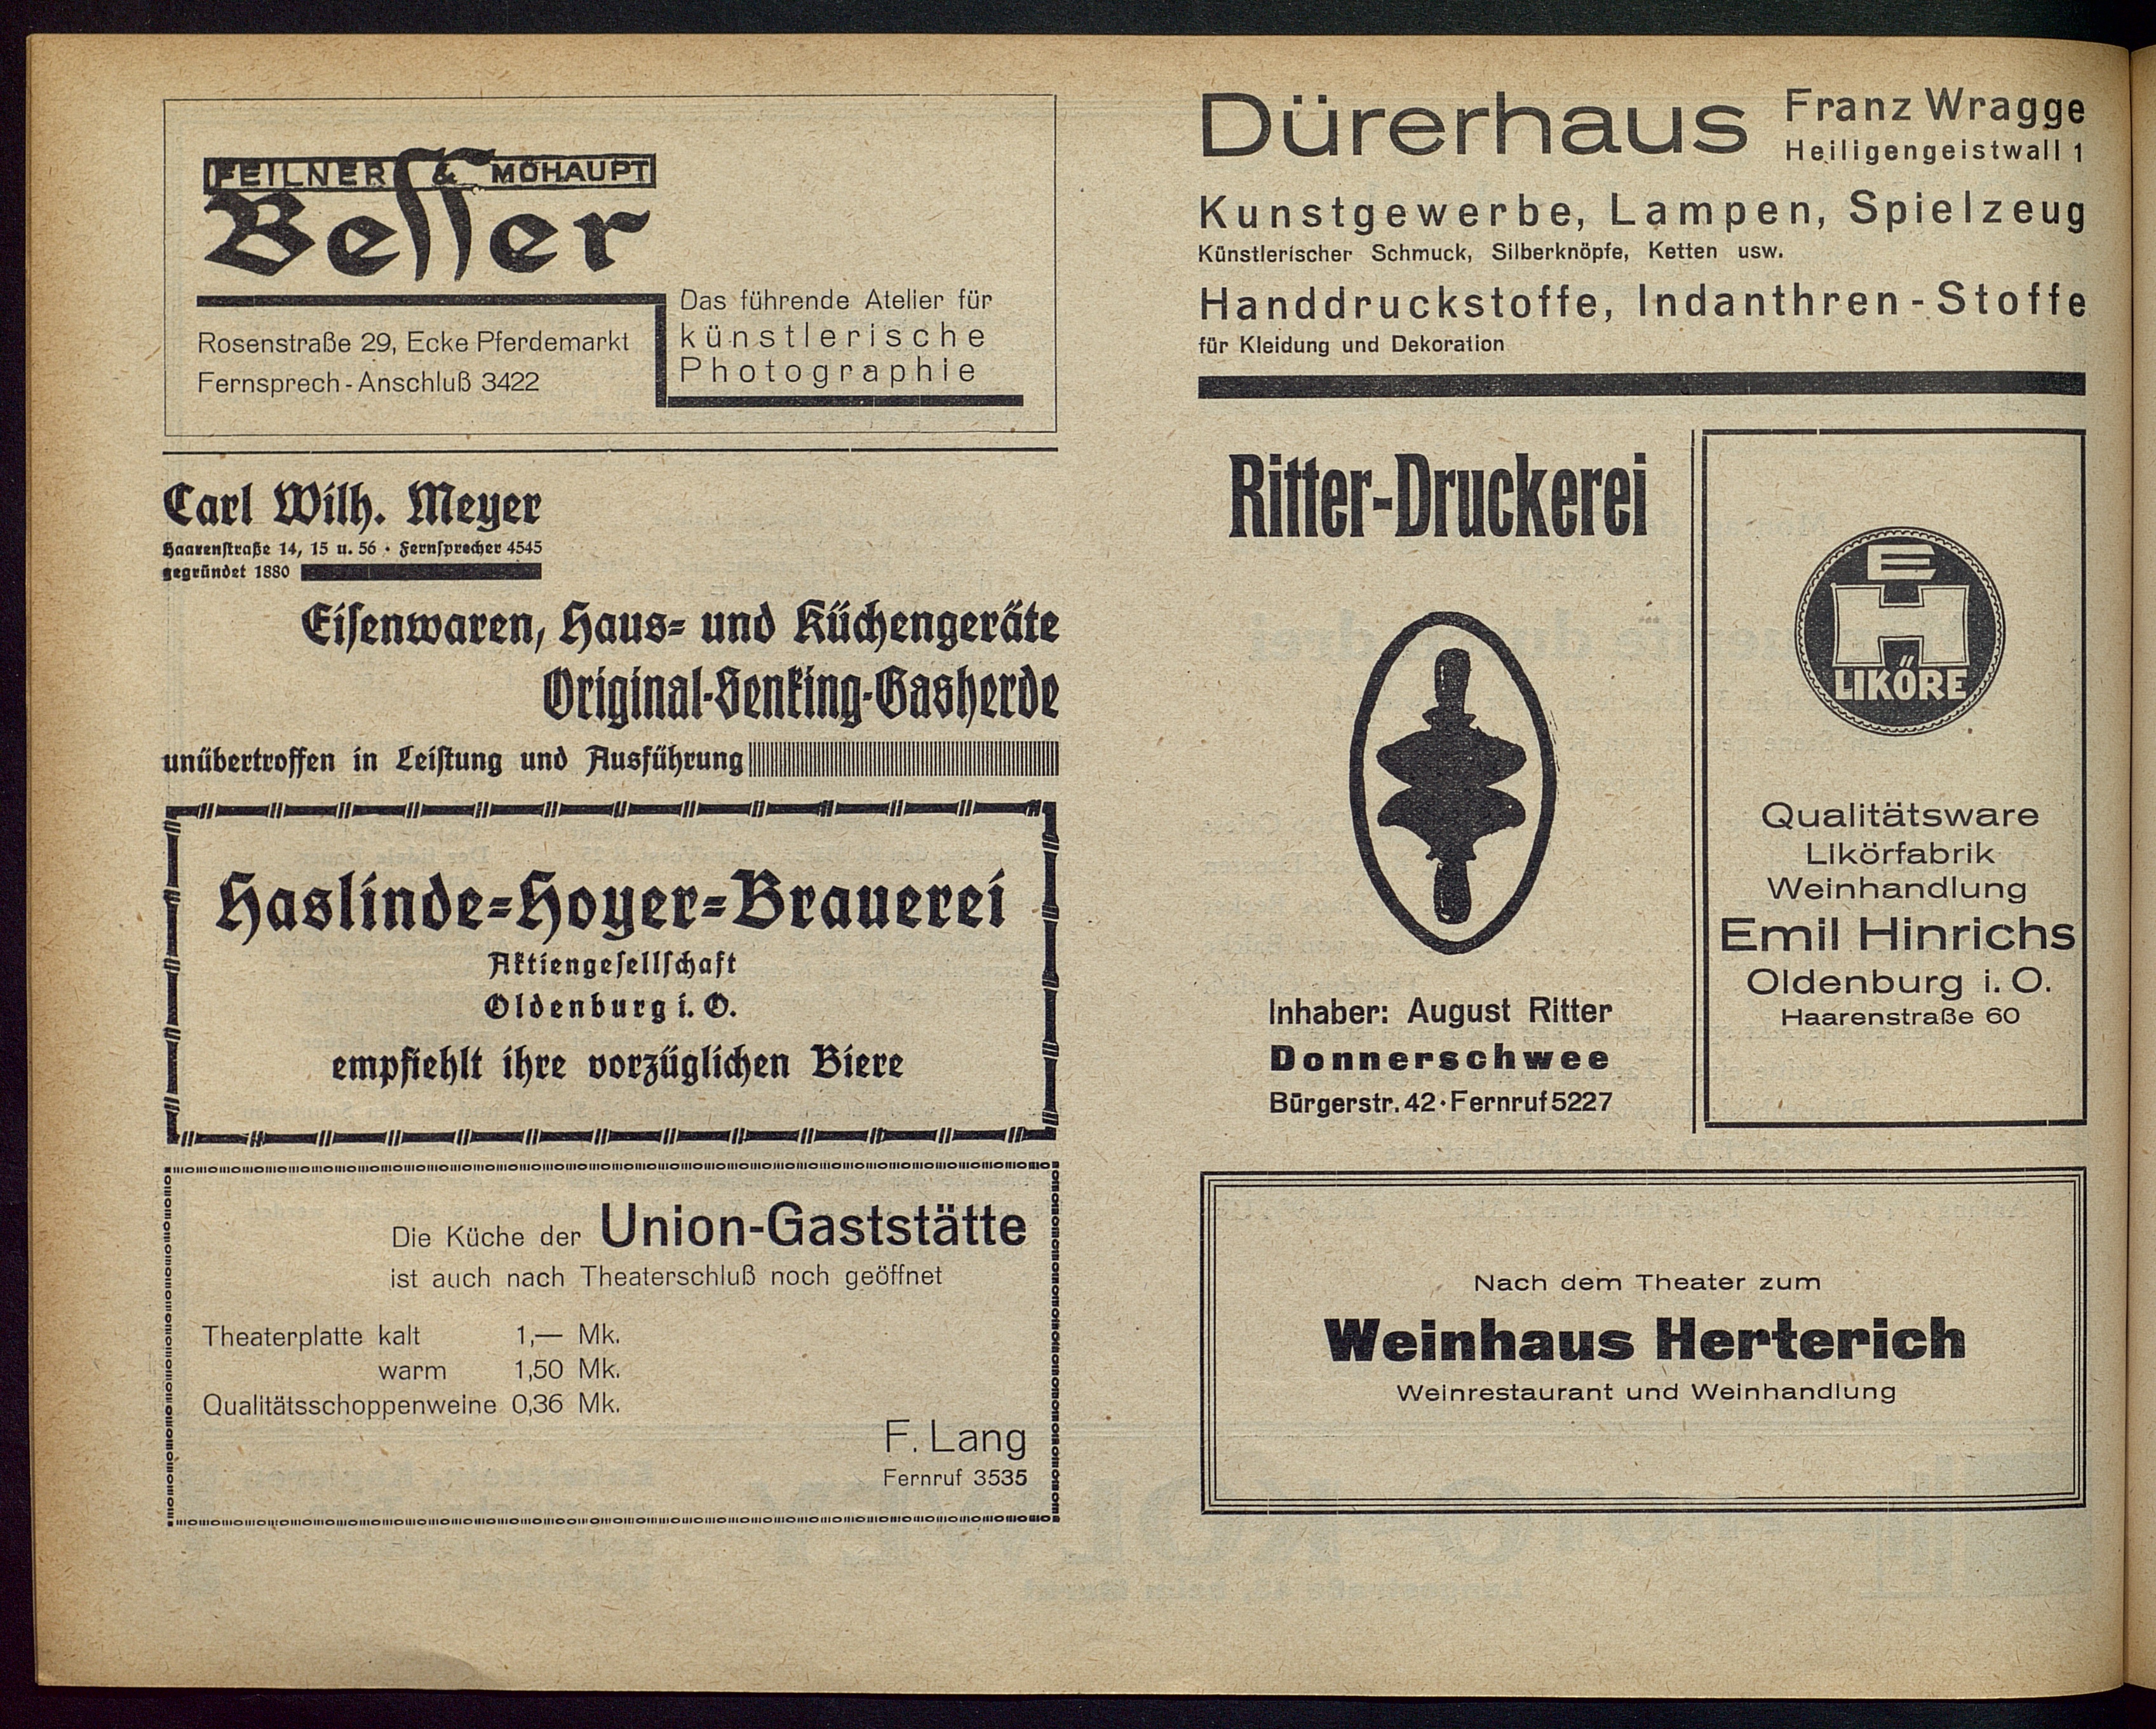 FEILNER & MOHAUPT
Besser
Rosenstraße 29, Ecke Pferdemarkt
Fernsprech-Anschluß 3422
Das führende Atelier für
künstlerische
Photographie
Carl Wilh. Meyer
Haarenstraße 14, 15 u. 56 · Fernsprecher 4545
gegründet 1880
Eisenwaren, Haus- und Küchengeräte
Original-Senking-Gasherde
unübertroffen in Leistung und Ausführung
Haslinde-Hoyer-Brauerei
Aktiengesellschaft
Oldenburg i. O.
empfiehlt ihre vorzüglichen Biere
Die Küche der Union-Gaststätte
ist auch nach Theaterschluß noch geöffnet
Theaterplatte kalt 1,— Mk.
warm 1,50 Mk.
Qualitätsschoppenweine 0,36 Mk.
F. Lang
Fernruf 3535
Dürerhaus Franz Wragge
Heiligengeistwall 1
Kunstgewerbe, Lampen, Spielzeug
Künstlerischer Schmuck, Silberknöpfe, Ketten usw.
Handdruckstoffe, Indanthren-Stoffe
für Kleidung und Dekoration
Ritter-Druckerei
Inhaber: August Ritter
Donnerschwee
Bürgerstr. 42 · Fernruf 5227
E
H
LIKÖRE
Qualitätsware
Likörfabrik
Weinhandlung
Emil Hinrichs
Oldenburg i. O.
Haarenstraße 60
Nach dem Theater zum
Weinhaus Herterich
Weinrestaurant und Weinhandlung